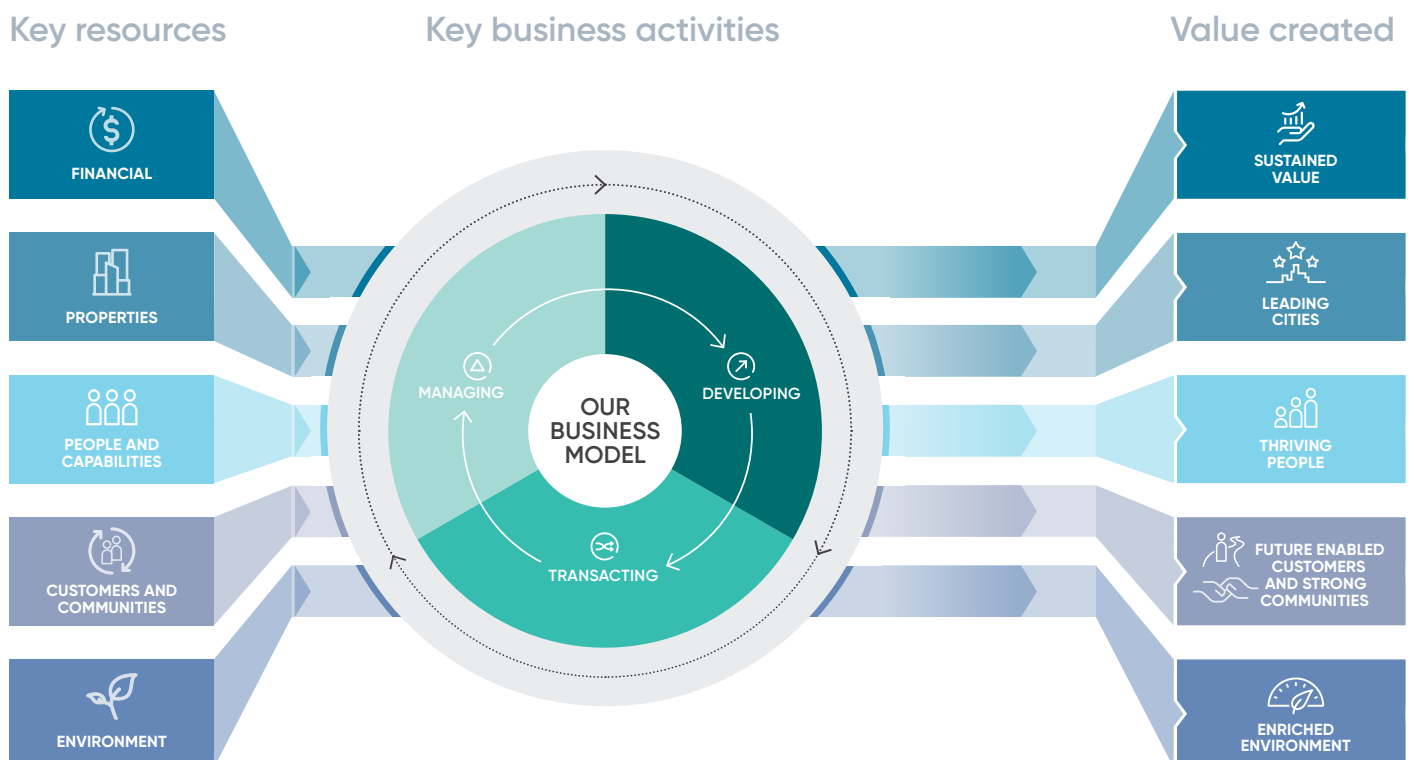 Key resources
Key business activities
Value created
FINANCIAL
PROPERTIES
PEOPLE AND
CAPABILITIES
CUSTOMERS AND
COMMUNITIES
ENVIRONMENT
MANAGING
DEVELOPING
OUR
BUSINESS
MODEL
TRANSACTING
SUSTAINED
VALUE
LEADING
CITIES
THRIVING
PEOPLE
FUTURE ENABLED
CUSTOMERS
AND STRONG
COMMUNITIES
ENRICHED
ENVIRONMENT